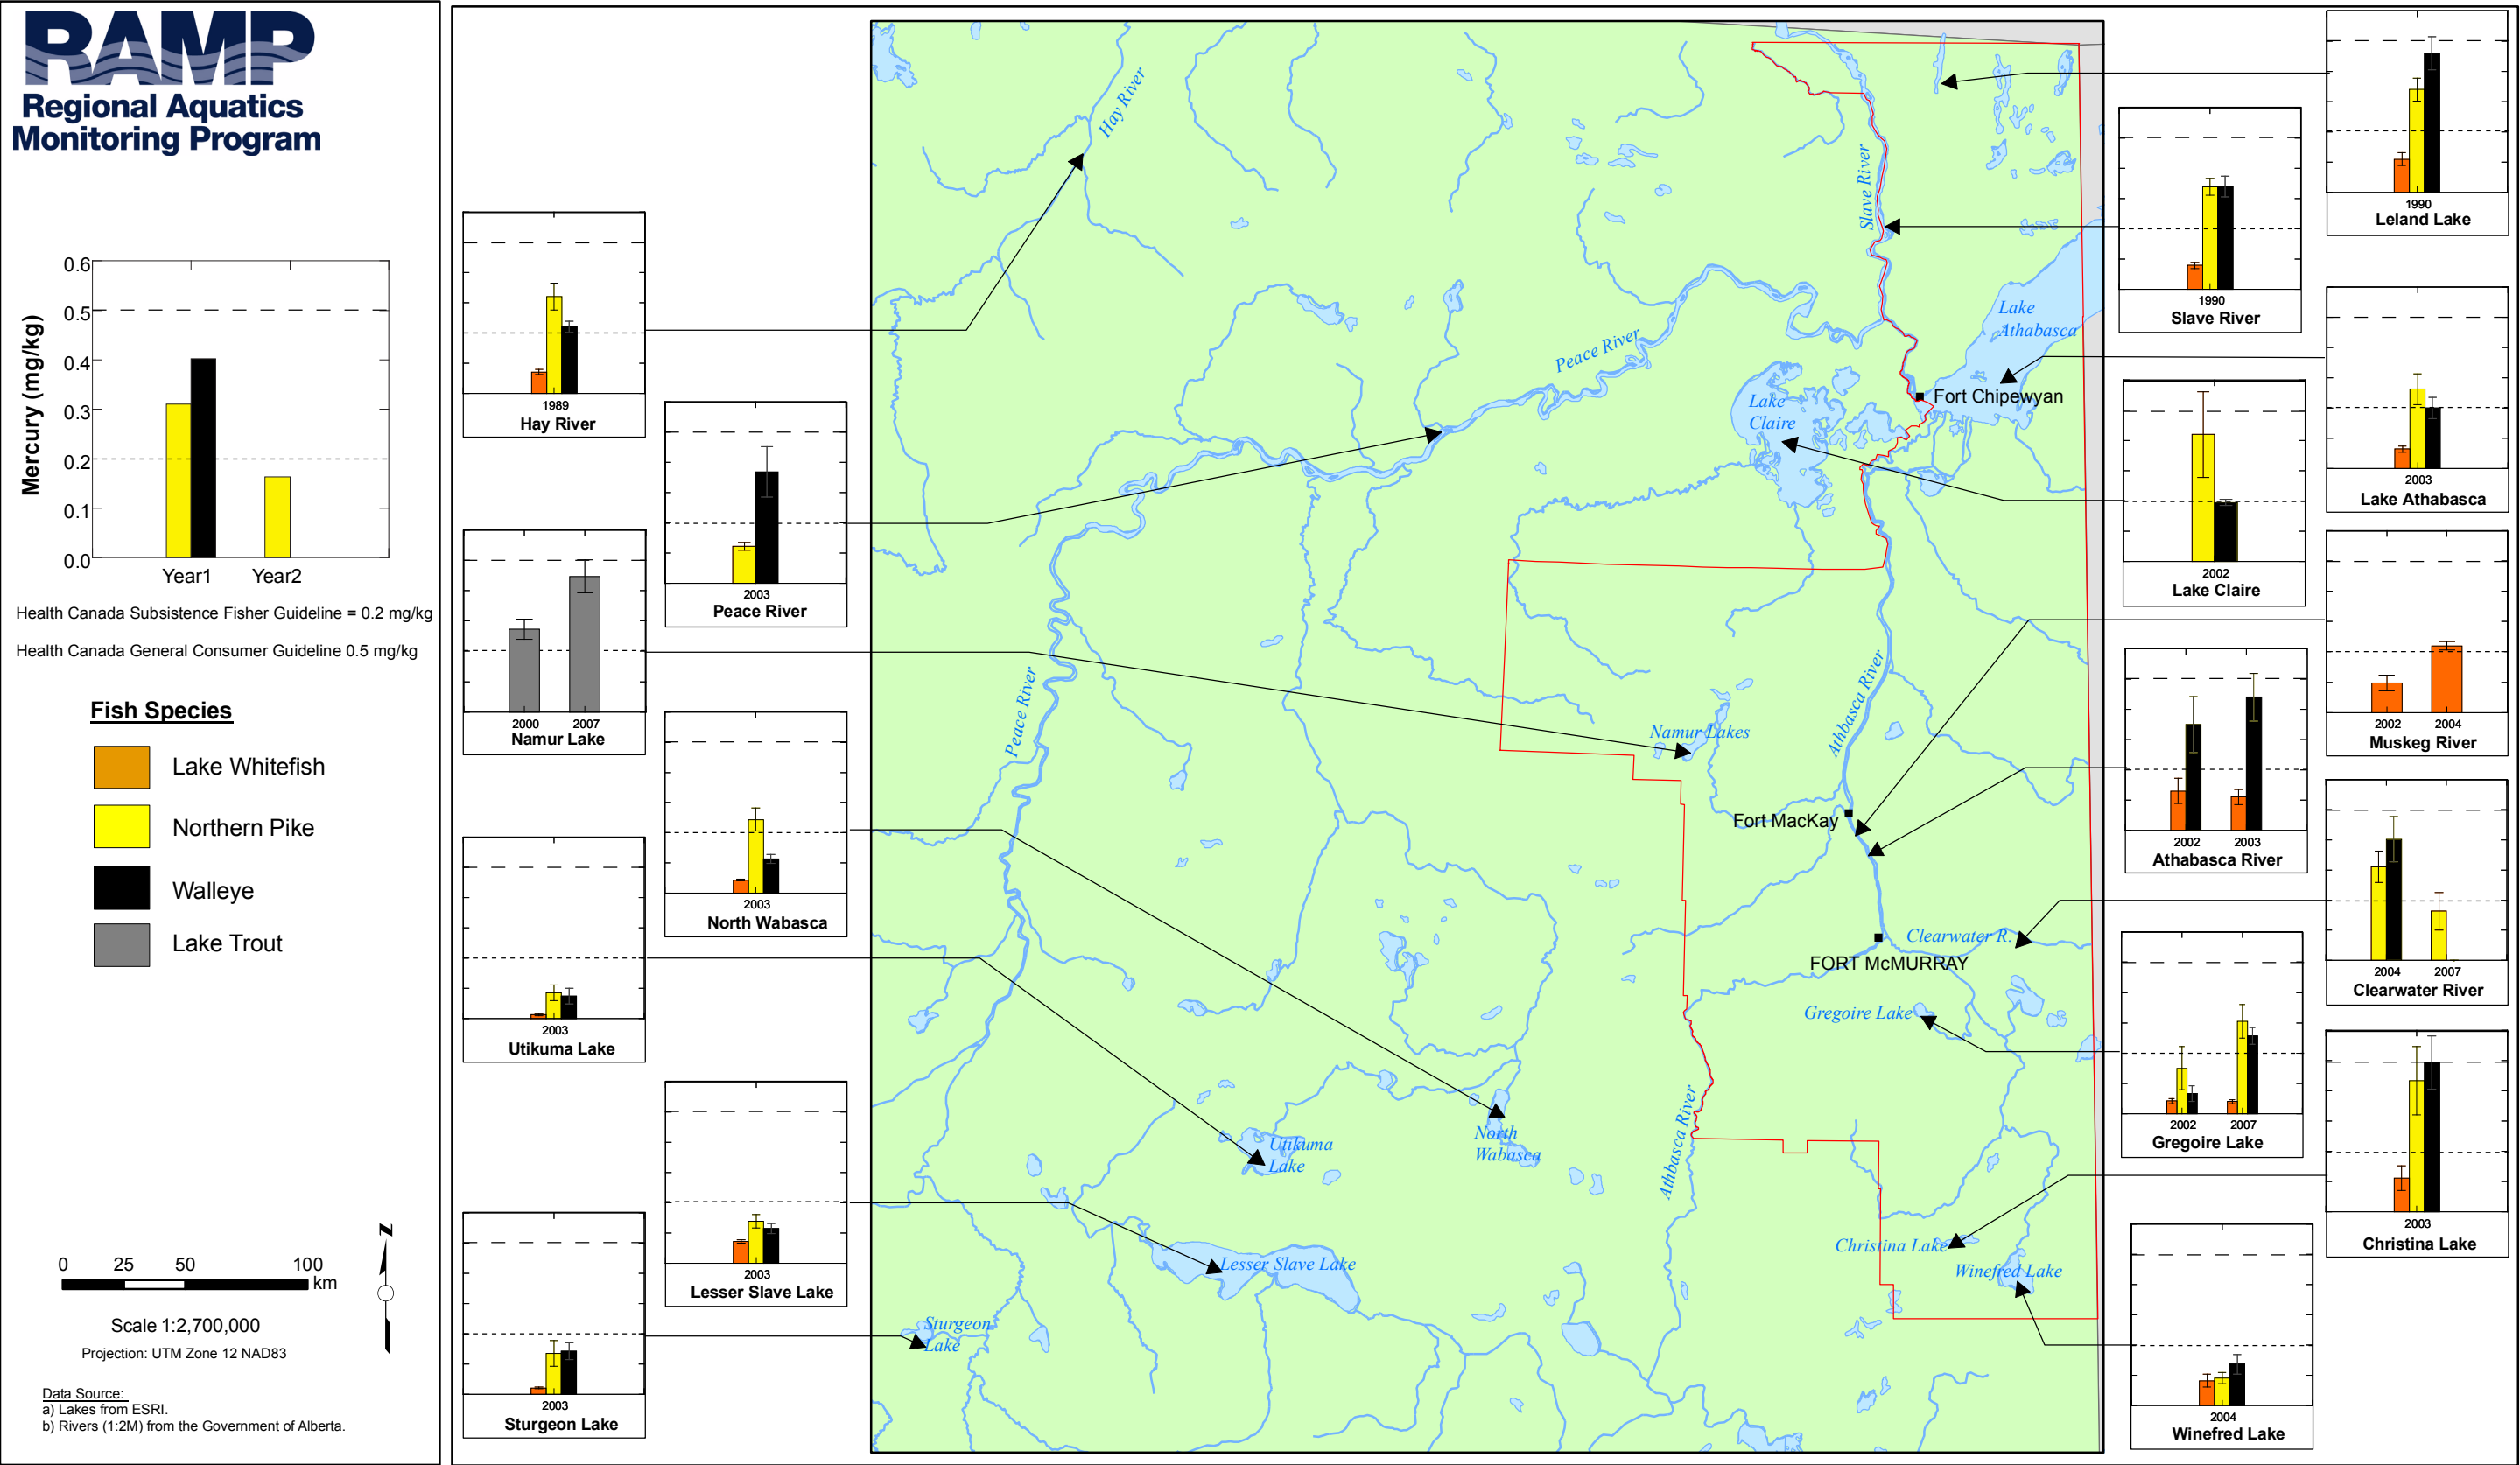 RAMP
Regional Aquatics
Monitoring Program
Mercury (mg/kg)
0.6
0.5
0.4
0.3
0.2
0.1
0.0
Year1 Year2
Health Canada Subsistence Fisher Guideline = 0.2 mg/kg
Health Canada General Consumer Guideline 0.5 mg/kg
Fish Species
Lake Whitefish
Northern Pike
Walleye
Lake Trout
0 25 50 100
km
N
Scale 1:2,700,000
Projection: UTM Zone 12 NAD83
Data Source:
a) Lakes from ESRI.
b) Rivers (1:2M) from the Government of Alberta.
1989
Hay River
2003
Peace River
2000 2007
Namur Lake
2003
North Wabasca
2003
Utikuma Lake
2003
Lesser Slave Lake
2003
Sturgeon Lake
Hay River
Slave River
Lake
Athabasca
Peace River
Fort Chipewyan
Lake
Claire
Peace River
Athbasca River
Namur Lakes
Fort MacKay
Clearwater R.
FORT McMURRAY
Gregoire Lake
Athbasca River
North
Wabasca
Utikuma
Lake
Lesser Slave Lake
Christina Lake
Winefred Lake
Sturgeon
Lake
1990
Leland Lake
1990
Slave River
2003
Lake Athabasca
2002
Lake Claire
2002 2004
Muskeg River
2002 2003
Athabasca River
2004 2007
Clearwater River
2002 2007
Gregoire Lake
2003
Christina Lake
2004
Winefred Lake